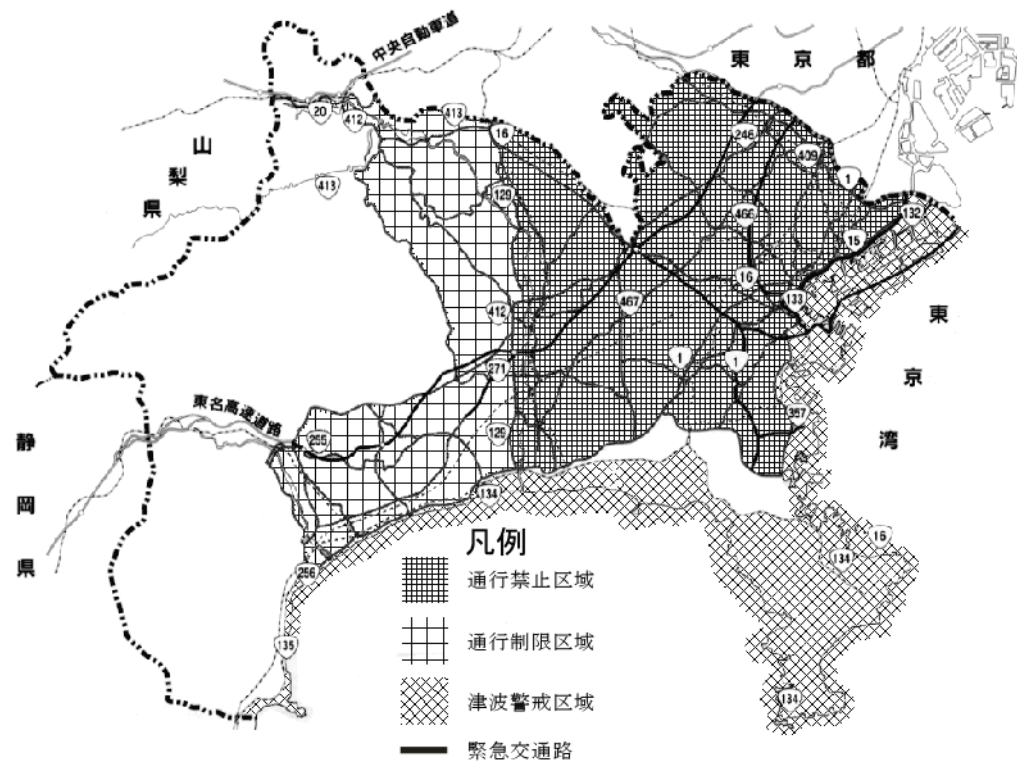 中央自動車道
東京都
20
412
413
16
山梨県
413
246
409
1
129
466
132
15
16
133
412
467
東京湾
271
1
1
東名高速道路
255
129
357
静岡県
134
16
134
256
135
134
凡例
通行禁止区域
通行制限区域
津波警戒区域
緊急交通路